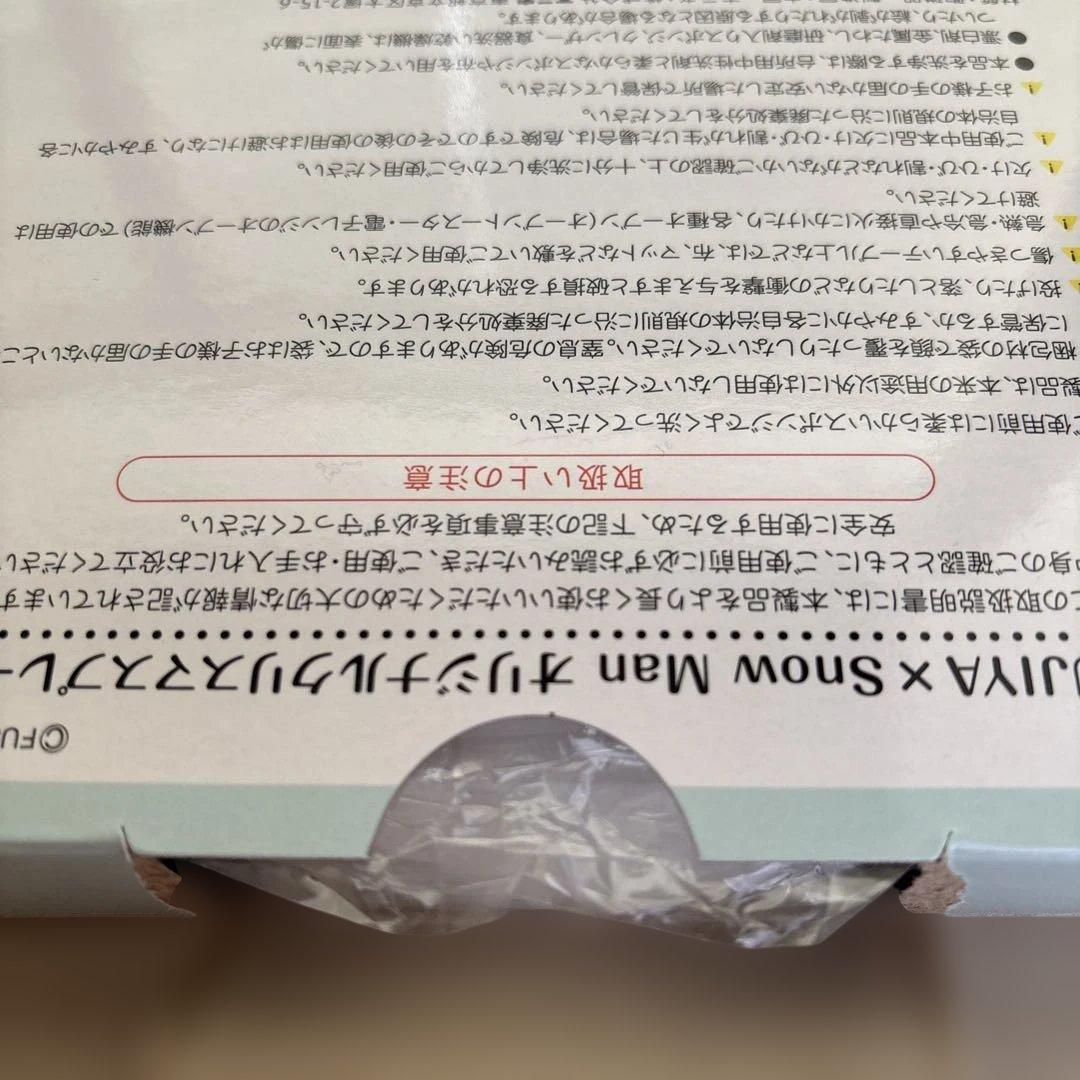 ©FU
JIYA×Snow Man オリジナルクリスマスプレー
の取扱説明書には、本製品をより長くお使いいただくための大切な情報が記されています
身のご確認とともに、ご使用前に必ずお読みいただき、ご使用・お手入れにお役立てくださ
安全に使用するため、下記の注意事項を必ず守ってください。
取扱い上の注意
ご使用前には柔らかいスポンジでよく洗ってください。
製品は、本来の用途以外には使用しないでください。
梱包材の袋で顔を覆ったりしないでください。窒息の危険がありますので、袋はお子様の手の届かないとこ
に保管するか、すみやかに各自治体の規則に沿った廃棄処分をしてください。
投げたり、落としたりなどの衝撃を与えますと破損する恐れがあります。
傷つきやすいテーブル上などでは、布、マットなどを敷いてご使用ください。
急熱・急冷や直接火にかけたり、各種オーブン(オーブントースター・電子レンジのオーブン機能)での使用は
避けてください。
欠け・ひび・割れなどがないかご確認の上、十分に洗浄してからご使用ください。
ご使用中本品に欠け・ひび・割れが生じた場合は、危険ですのでその後の使用はお避けになり、すみやかに各
自治体の規則に沿った廃棄処分をしてください。
お子様の手の届かない安定した場所で保管してください。
●本品を洗浄する際は、台所用中性洗剤と柔らかなスポンジや布を用いてください。
●漂白剤、金属たわし、研磨剤入りスポンジ、クレンザー、食器洗い乾燥機は、表面に傷が
ついたり、絵が剥がれたりする原因となる場合があります。